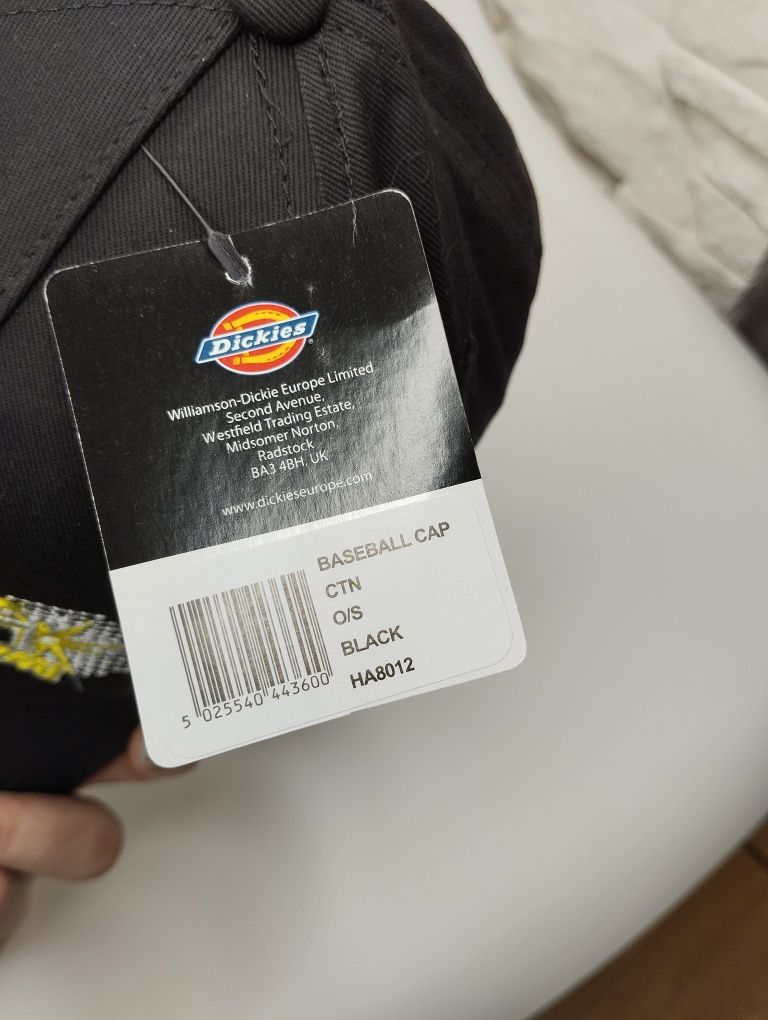 Dickies®
Williamson-Dickie Europe Limited
Second Avenue,
Westfield Trading Estate,
Midsomer Norton,
Radstock
BA3 4BH, UK
www.dickieseurope.com
BASEBALL CAP
CTN
O/S
BLACK
HA8012
5 025540 443600